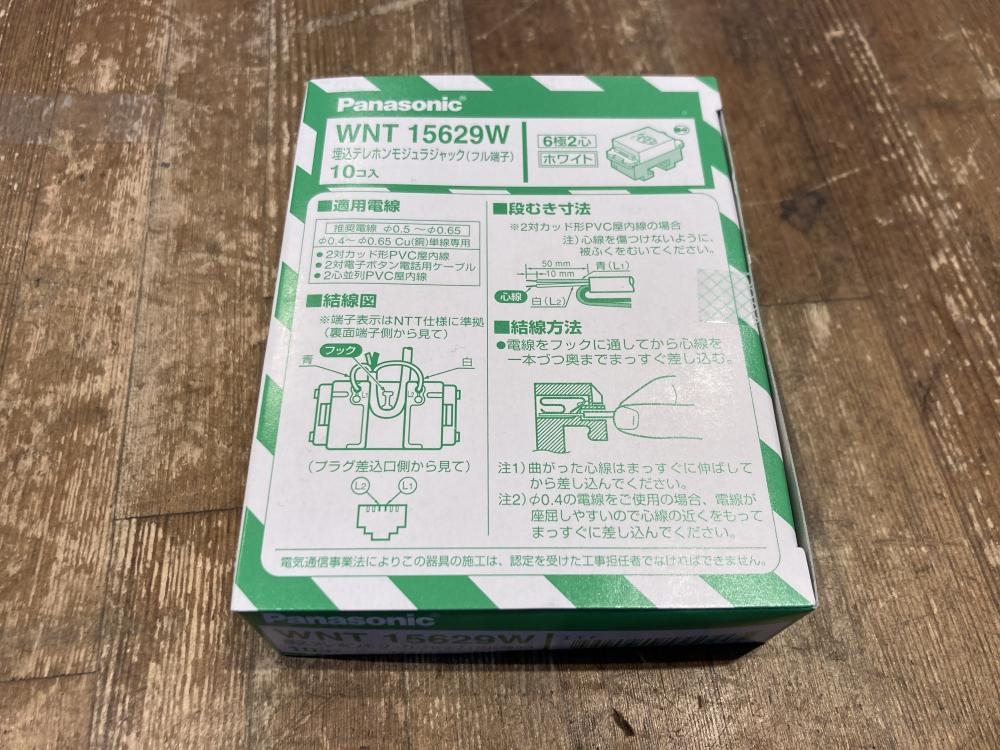 Panasonic
WNT 15629W
埋込テレホンモジュラジャック(フル端子)
10コ入
6極2心
ホワイト
■適用電線
推奨電線 φ0.5 ～φ0.65
φ0.4～φ0.65 Cu(銅)単線専用
●2対カッド形PVC屋内線
●2対電子ボタン電話用ケーブル
●2心並列PVC屋内線
■結線図
※端子表示はNTT仕様に準拠
(裏面端子側から見て)
フック
青
白
(プラグ差込口側から見て)
L2
L1
■段むき寸法
※2対カッド形PVC屋内線の場合
注)心線を傷つけないように、
被ふくをむいてください。
50 mm
10 mm
青(L1)
心線
白(L2)
■結線方法
●電線をフックに通してから心線を
一本づつ奥までまっすぐ差し込む。
注1)曲がった心線はまっすぐに伸ばして
から差し込んでください。
注2)φ0.4の電線をご使用の場合、電線が
座屈しやすいので心線の近くをもって
まっすぐに差し込んでください。
電気通信事業法によりこの器具の施工は、認定を受けた工事担任者でなければできません。
Panasonic
WNT 15629W